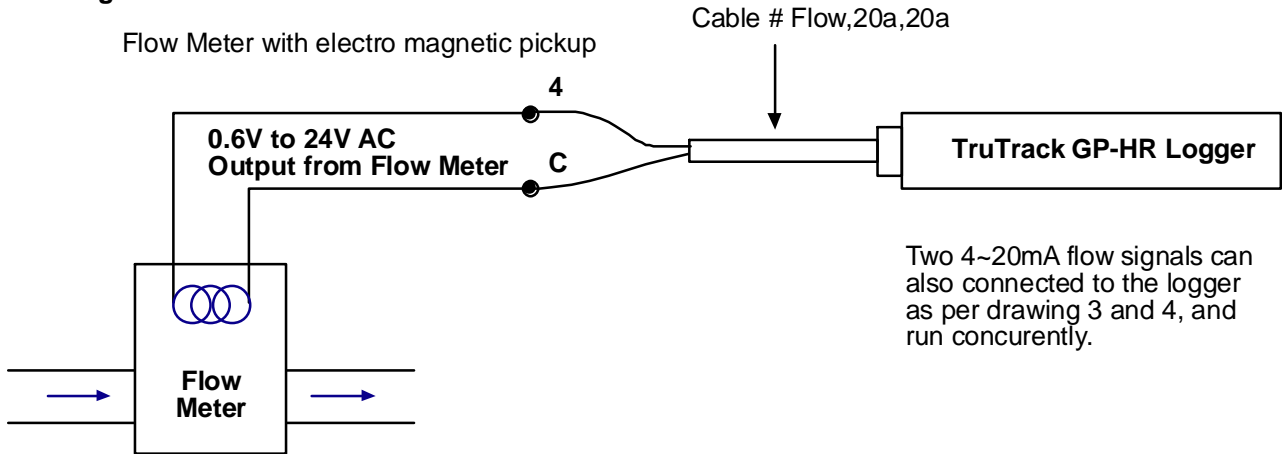 Cable # Flow,20a,20a
Flow Meter with electro magnetic pickup
4
0.6V to 24V AC
Output from Flow Meter
C
TruTrack GP-HR Logger
Two 4~20mA flow signals can
also connected to the logger
as per drawing 3 and 4, and
run concurently.
Flow
Meter